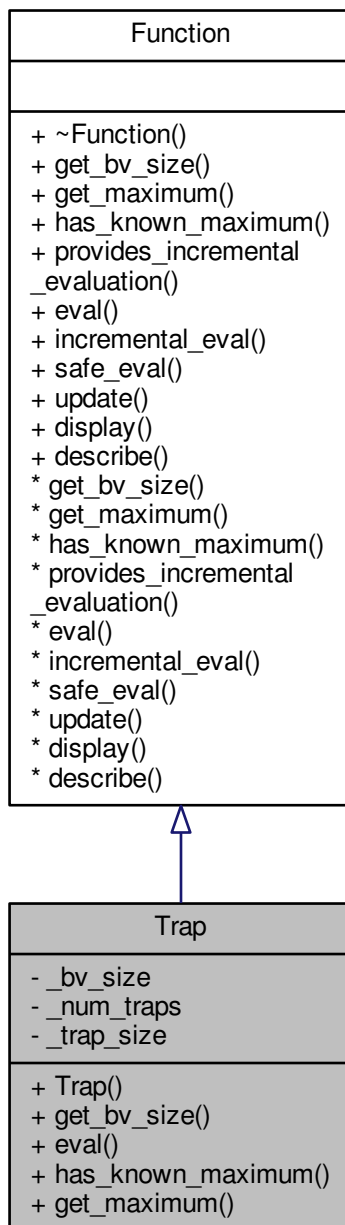 Function
+ ~Function()
+ get_bv_size()
+ get_maximum()
+ has_known_maximum()
+ provides_incremental
_evaluation()
+ eval()
+ incremental_eval()
+ safe_eval()
+ update()
+ display()
+ describe()
* get_bv_size()
* get_maximum()
* has_known_maximum()
* provides_incremental
_evaluation()
* eval()
* incremental_eval()
* safe_eval()
* update()
* display()
* describe()
Trap
- _bv_size
- _num_traps
- _trap_size
+ Trap()
+ get_bv_size()
+ eval()
+ has_known_maximum()
+ get_maximum()